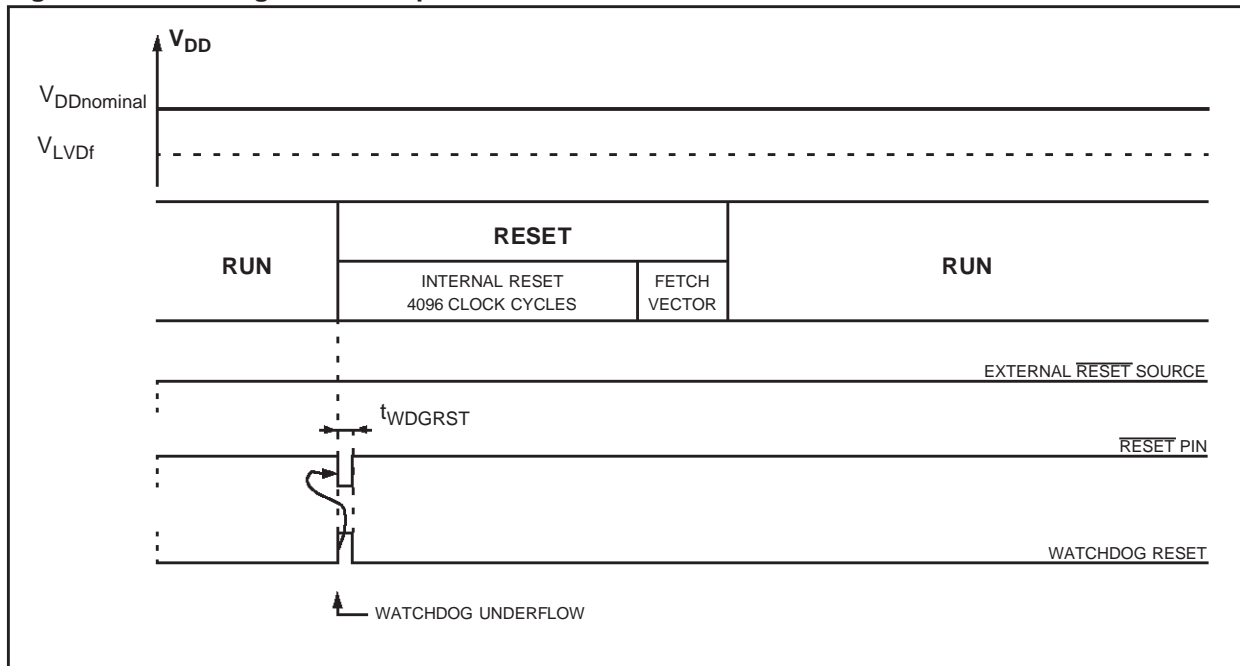 VDD
VDDnominal
VLVDf
RUN
RESET
RUN
INTERNAL RESET
4096 CLOCK CYCLES
FETCH
VECTOR
EXTERNAL RESET SOURCE
tWDGRST
RESET PIN
WATCHDOG RESET
WATCHDOG UNDERFLOW